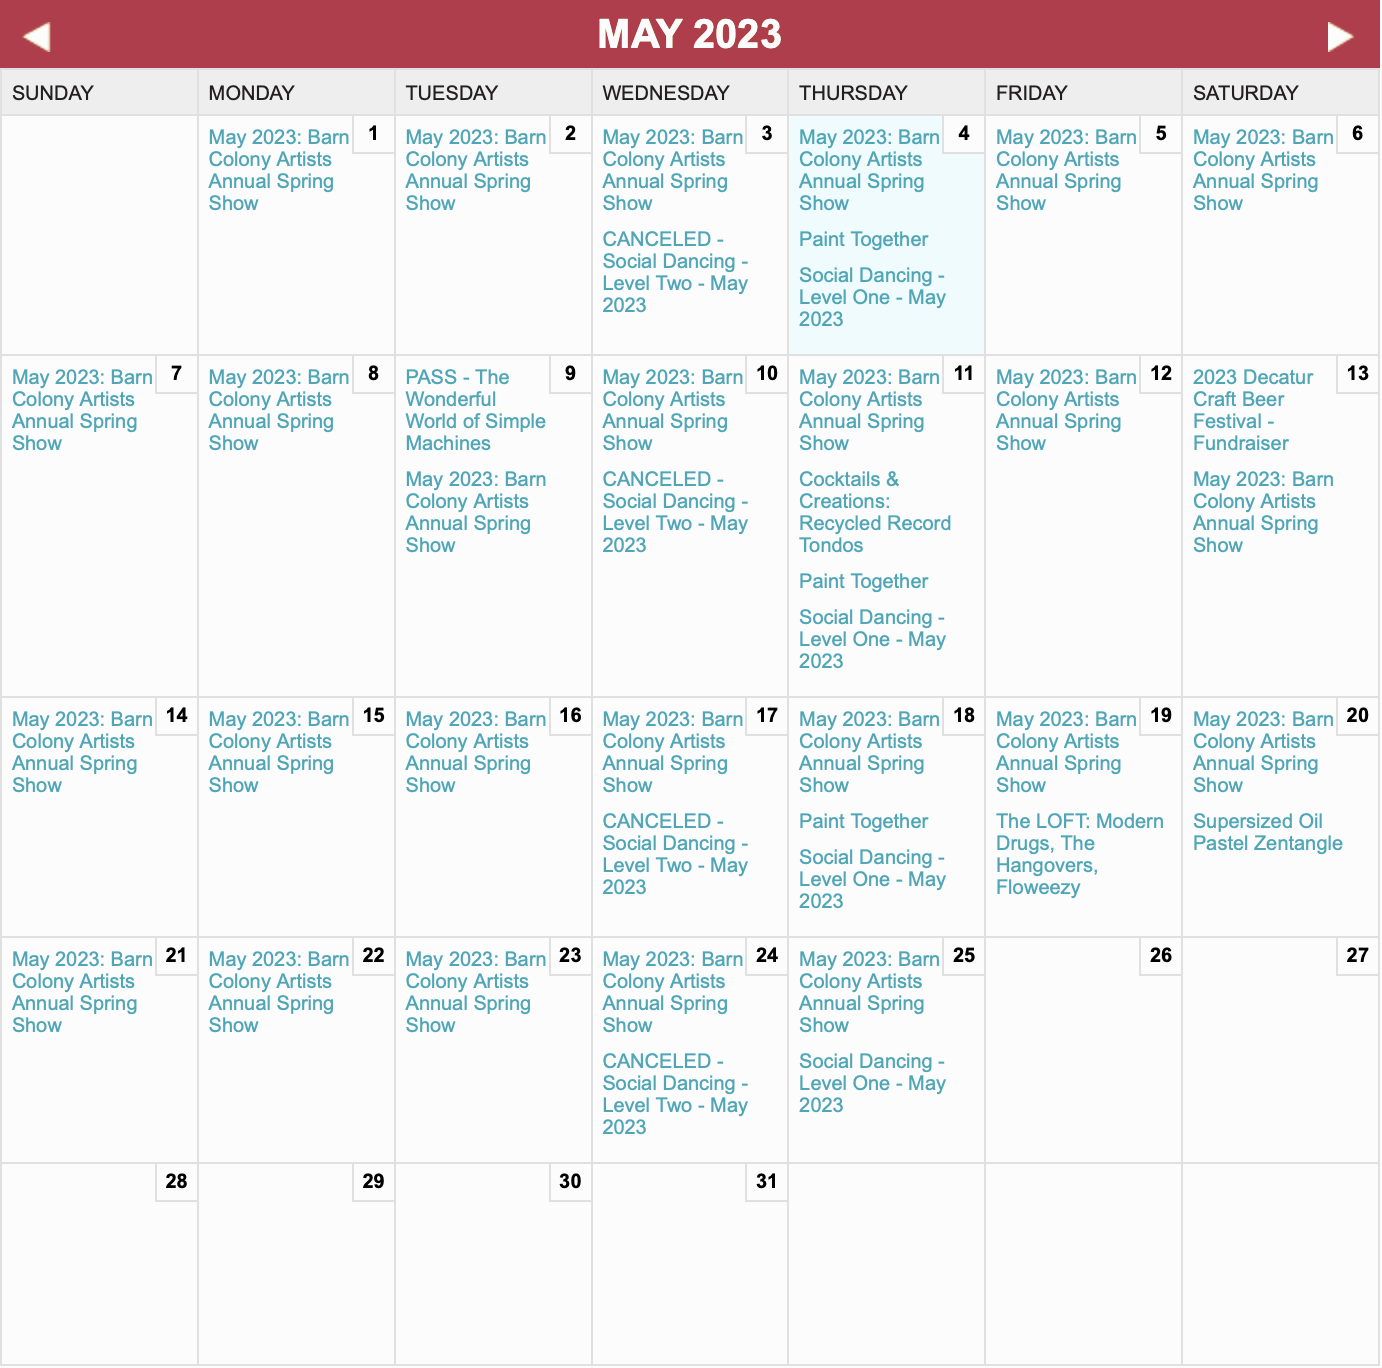 MAY 2023
SUNDAY
MONDAY
TUESDAY
WEDNESDAY
THURSDAY
FRIDAY
SATURDAY
1
May 2023: Barn
Colony Artists
Annual Spring
Show
2
May 2023: Barn
Colony Artists
Annual Spring
Show
3
May 2023: Barn
Colony Artists
Annual Spring
Show
CANCELED -
Social Dancing -
Level Two - May
2023
4
May 2023: Barn
Colony Artists
Annual Spring
Show
Paint Together
Social Dancing -
Level One - May
2023
5
May 2023: Barn
Colony Artists
Annual Spring
Show
6
May 2023: Barn
Colony Artists
Annual Spring
Show
7
May 2023: Barn
Colony Artists
Annual Spring
Show
8
May 2023: Barn
Colony Artists
Annual Spring
Show
9
PASS - The
Wonderful
World of Simple
Machines
May 2023: Barn
Colony Artists
Annual Spring
Show
10
May 2023: Barn
Colony Artists
Annual Spring
Show
CANCELED -
Social Dancing -
Level Two - May
2023
11
May 2023: Barn
Colony Artists
Annual Spring
Show
Cocktails &
Creations:
Recycled Record
Tondos
Paint Together
Social Dancing -
Level One - May
2023
12
May 2023: Barn
Colony Artists
Annual Spring
Show
13
2023 Decatur
Craft Beer
Festival -
Fundraiser
May 2023: Barn
Colony Artists
Annual Spring
Show
14
May 2023: Barn
Colony Artists
Annual Spring
Show
15
May 2023: Barn
Colony Artists
Annual Spring
Show
16
May 2023: Barn
Colony Artists
Annual Spring
Show
17
May 2023: Barn
Colony Artists
Annual Spring
Show
CANCELED -
Social Dancing -
Level Two - May
2023
18
May 2023: Barn
Colony Artists
Annual Spring
Show
Paint Together
Social Dancing -
Level One - May
2023
19
May 2023: Barn
Colony Artists
Annual Spring
Show
The LOFT: Modern
Drugs, The
Hangovers,
Floweezy
20
May 2023: Barn
Colony Artists
Annual Spring
Show
Supersized Oil
Pastel Zentangle
21
May 2023: Barn
Colony Artists
Annual Spring
Show
22
May 2023: Barn
Colony Artists
Annual Spring
Show
23
May 2023: Barn
Colony Artists
Annual Spring
Show
24
May 2023: Barn
Colony Artists
Annual Spring
Show
CANCELED -
Social Dancing -
Level Two - May
2023
25
May 2023: Barn
Colony Artists
Annual Spring
Show
Social Dancing -
Level One - May
2023
26
27
28
29
30
31